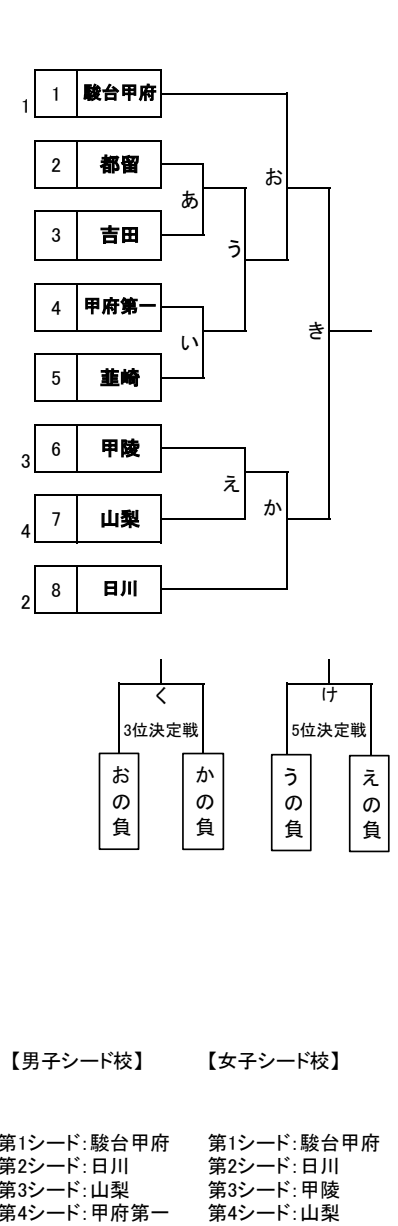 1 1 駿台甲府
2 都留
お
あ
3 吉田
う
4 甲府第一
き
い
5 韮崎
3 6 甲陵
え
4 7 山梨
か
2 8 日川
く
け
3位決定戦
5位決定戦
おの負
かの負
うの負
えの負
【男子シード校】 【女子シード校】
第1シード:駿台甲府 第1シード:駿台甲府
第2シード:日川 第2シード:日川
第3シード:山梨 第3シード:甲陵
第4シード:甲府第一 第4シード:山梨